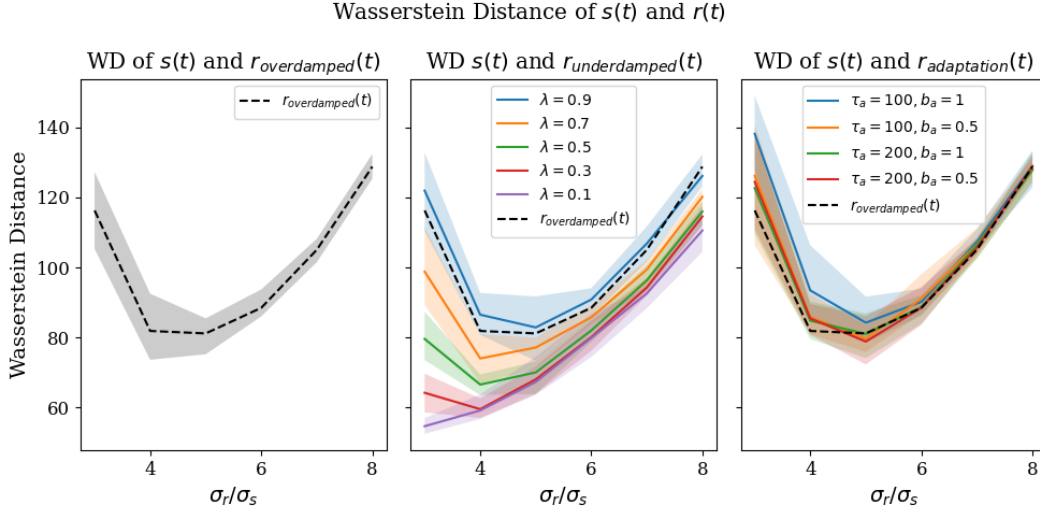 Wasserstein Distance of s(t) and r(t)
WD of s(t) and r_overdamped(t)
WD s(t) and r_underdamped(t)
WD of s(t) and r_adaptation(t)
Wasserstein Distance
140
120
100
80
60
r_overdamped(t)
λ = 0.9
λ = 0.7
λ = 0.5
λ = 0.3
λ = 0.1
r_overdamped(t)
τ_a = 100, b_a = 1
τ_a = 100, b_a = 0.5
τ_a = 200, b_a = 1
τ_a = 200, b_a = 0.5
r_overdamped(t)
4 6 8
4 6 8
4 6 8
σ_r/σ_s
σ_r/σ_s
σ_r/σ_s